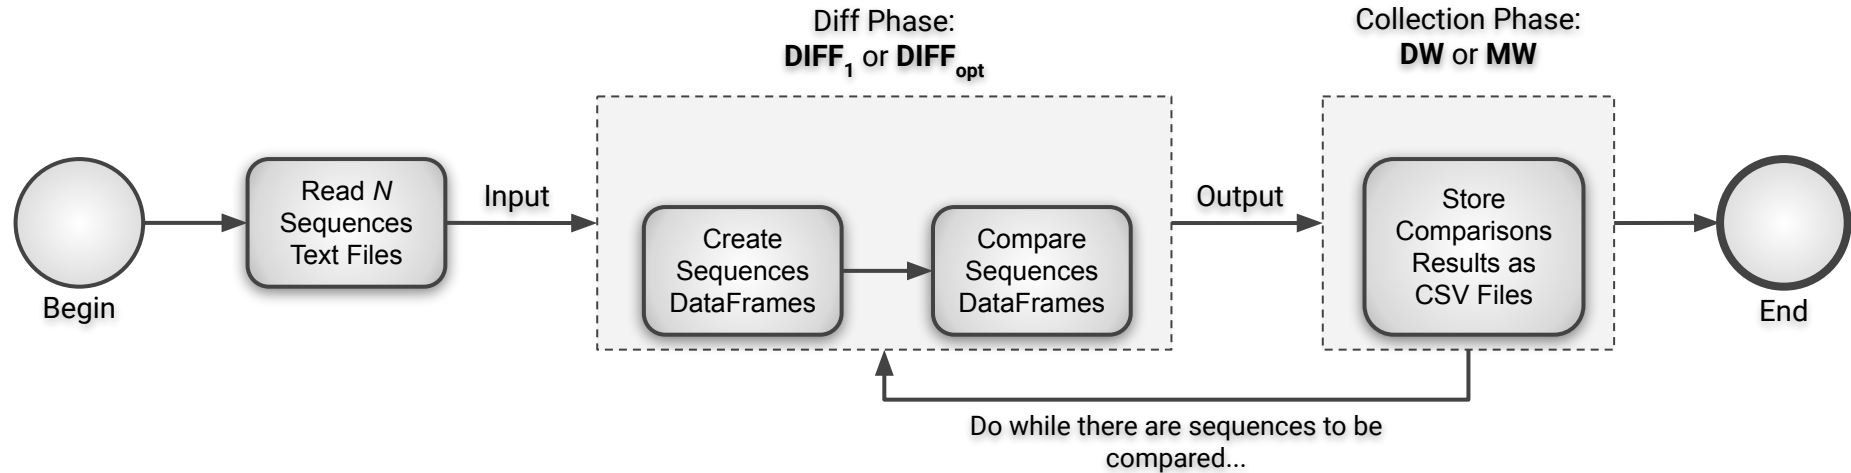 Diff Phase:
DIFF1 or DIFFopt
Collection Phase:
DW or MW
Begin
Read N
Sequences
Text Files
Input
Create
Sequences
DataFrames
Compare
Sequences
DataFrames
Output
Store
Comparisons
Results as
CSV Files
End
Do while there are sequences to be
compared...